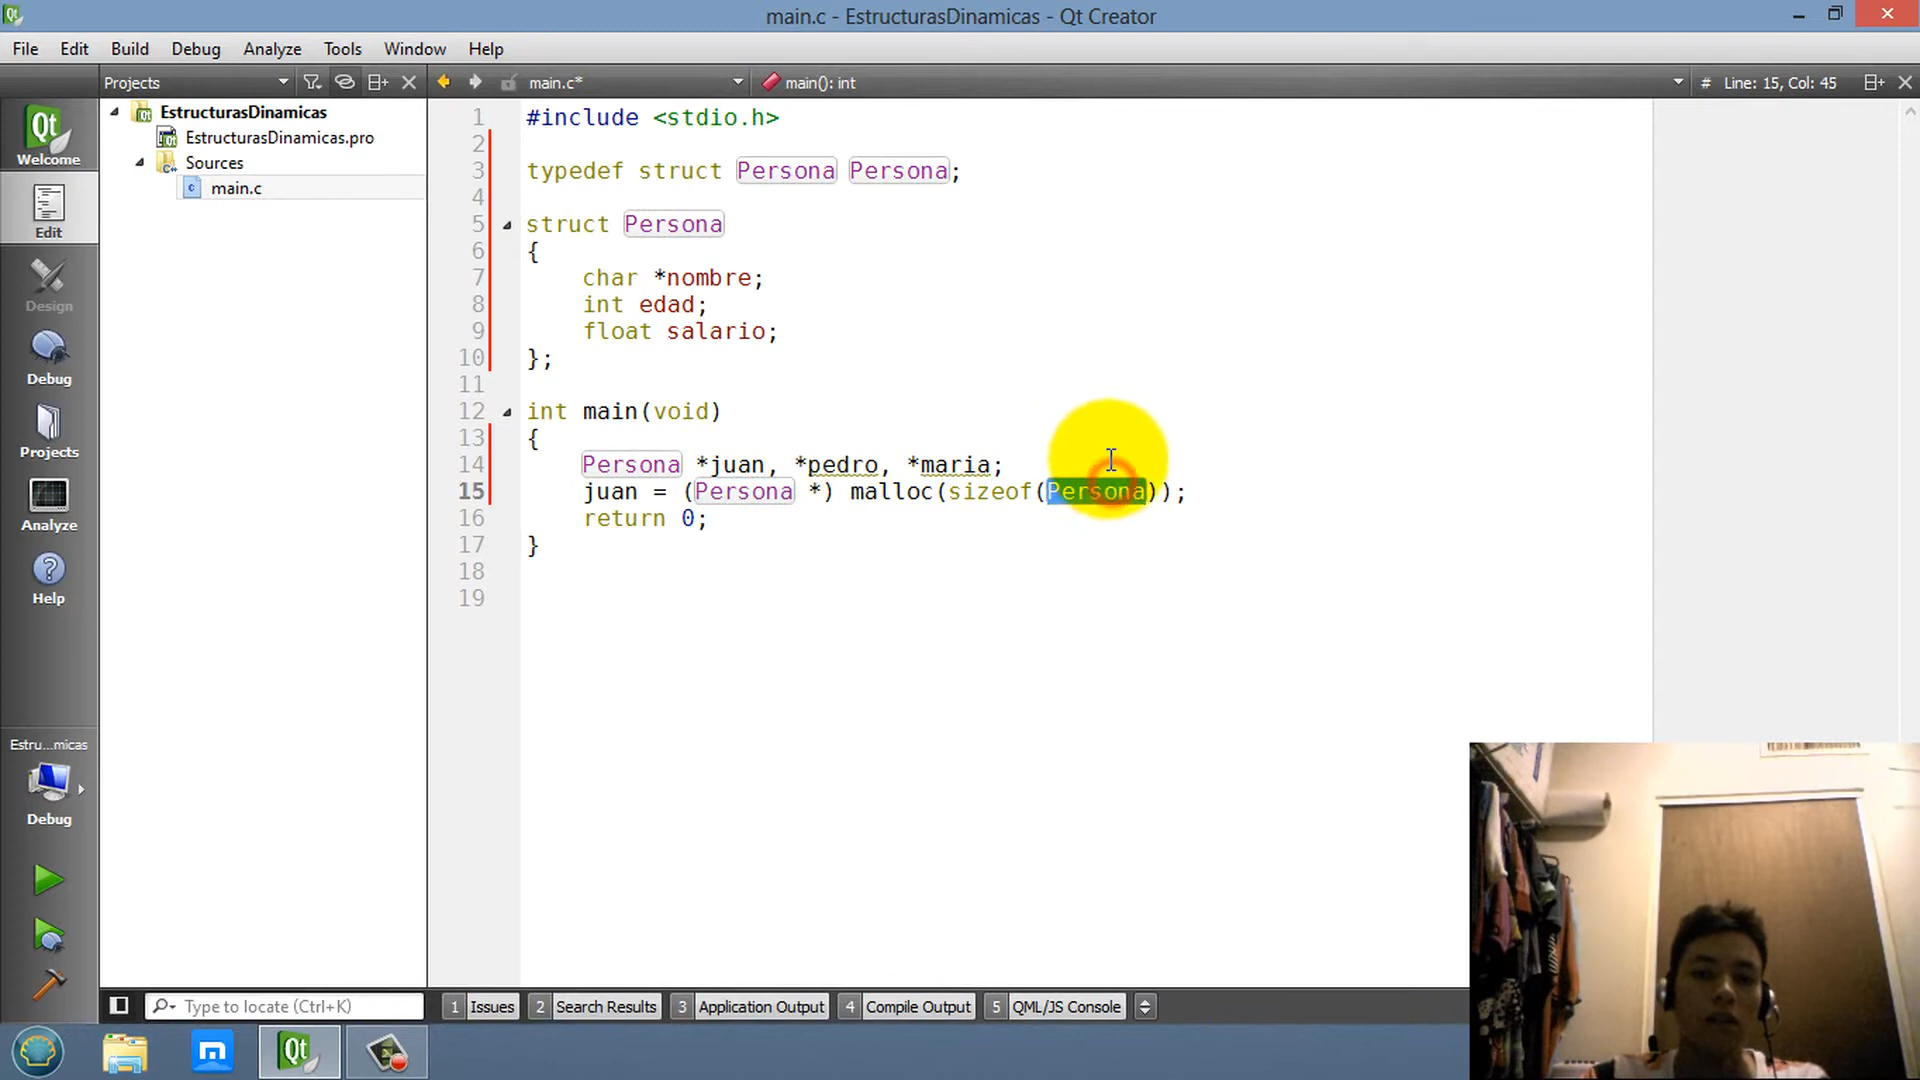 main.c - EstructurasDinamicas - Qt Creator
File Edit Build Debug Analyze Tools Window Help
Projects main.c* main(): int # Line: 15, Col: 45
Qt
Welcome
Edit
Design
Debug
Projects
Analyze
Help
Estru...micas
Debug
EstructurasDinamicas
EstructurasDinamicas.pro
Sources
main.c
1 #include <stdio.h>
2
3 typedef struct Persona Persona;
4
5 struct Persona
6 {
7 char *nombre;
8 int edad;
9 float salario;
10 };
11
12 int main(void)
13 {
14 Persona *juan, *pedro, *maria;
15 juan = (Persona *) malloc(sizeof(Persona));
16 return 0;
17 }
18
19
Type to locate (Ctrl+K) 1 Issues 2 Search Results 3 Application Output 4 Compile Output 5 QML/JS Console
Qt